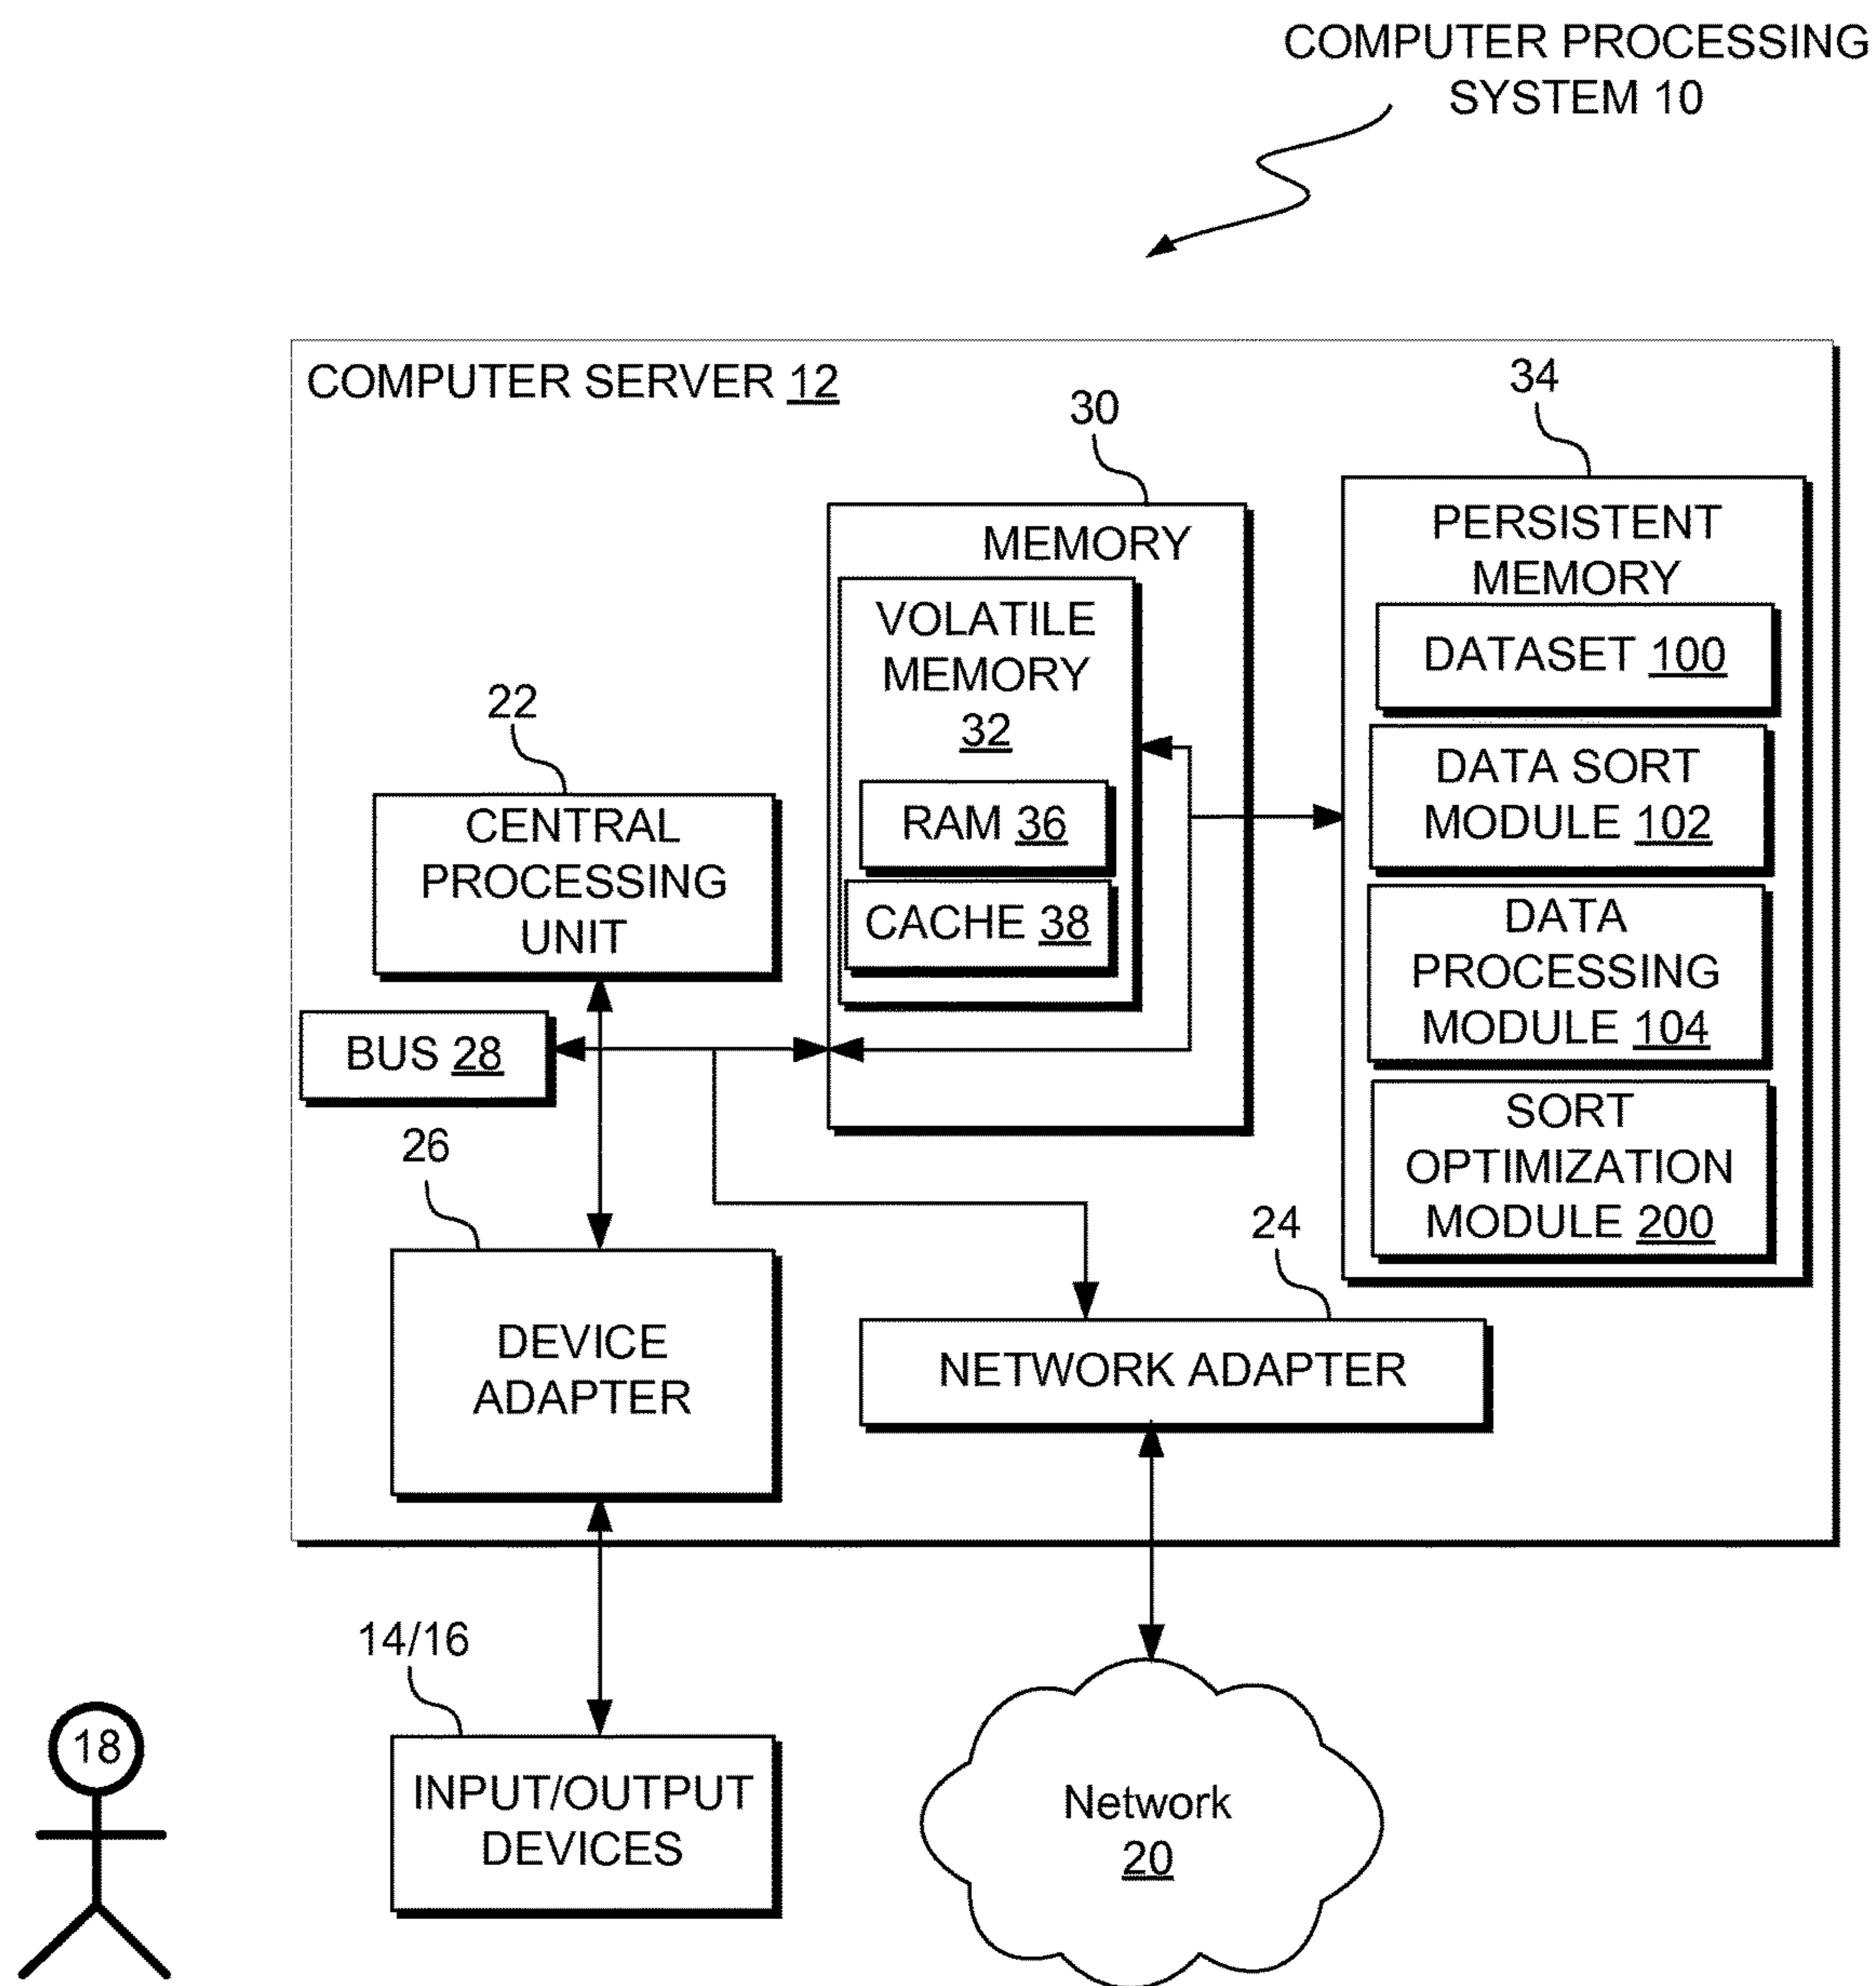 COMPUTER PROCESSING
SYSTEM 10
COMPUTER SERVER 12
34
30
PERSISTENT
MEMORY
MEMORY
VOLATILE
MEMORY
32
DATASET 100
22
DATA SORT
MODULE 102
RAM 36
CENTRAL
PROCESSING
UNIT
CACHE 38
DATA
PROCESSING
MODULE 104
BUS 28
SORT
OPTIMIZATION
MODULE 200
26
24
DEVICE
ADAPTER
NETWORK ADAPTER
14/16
18
INPUT/OUTPUT
DEVICES
Network
20